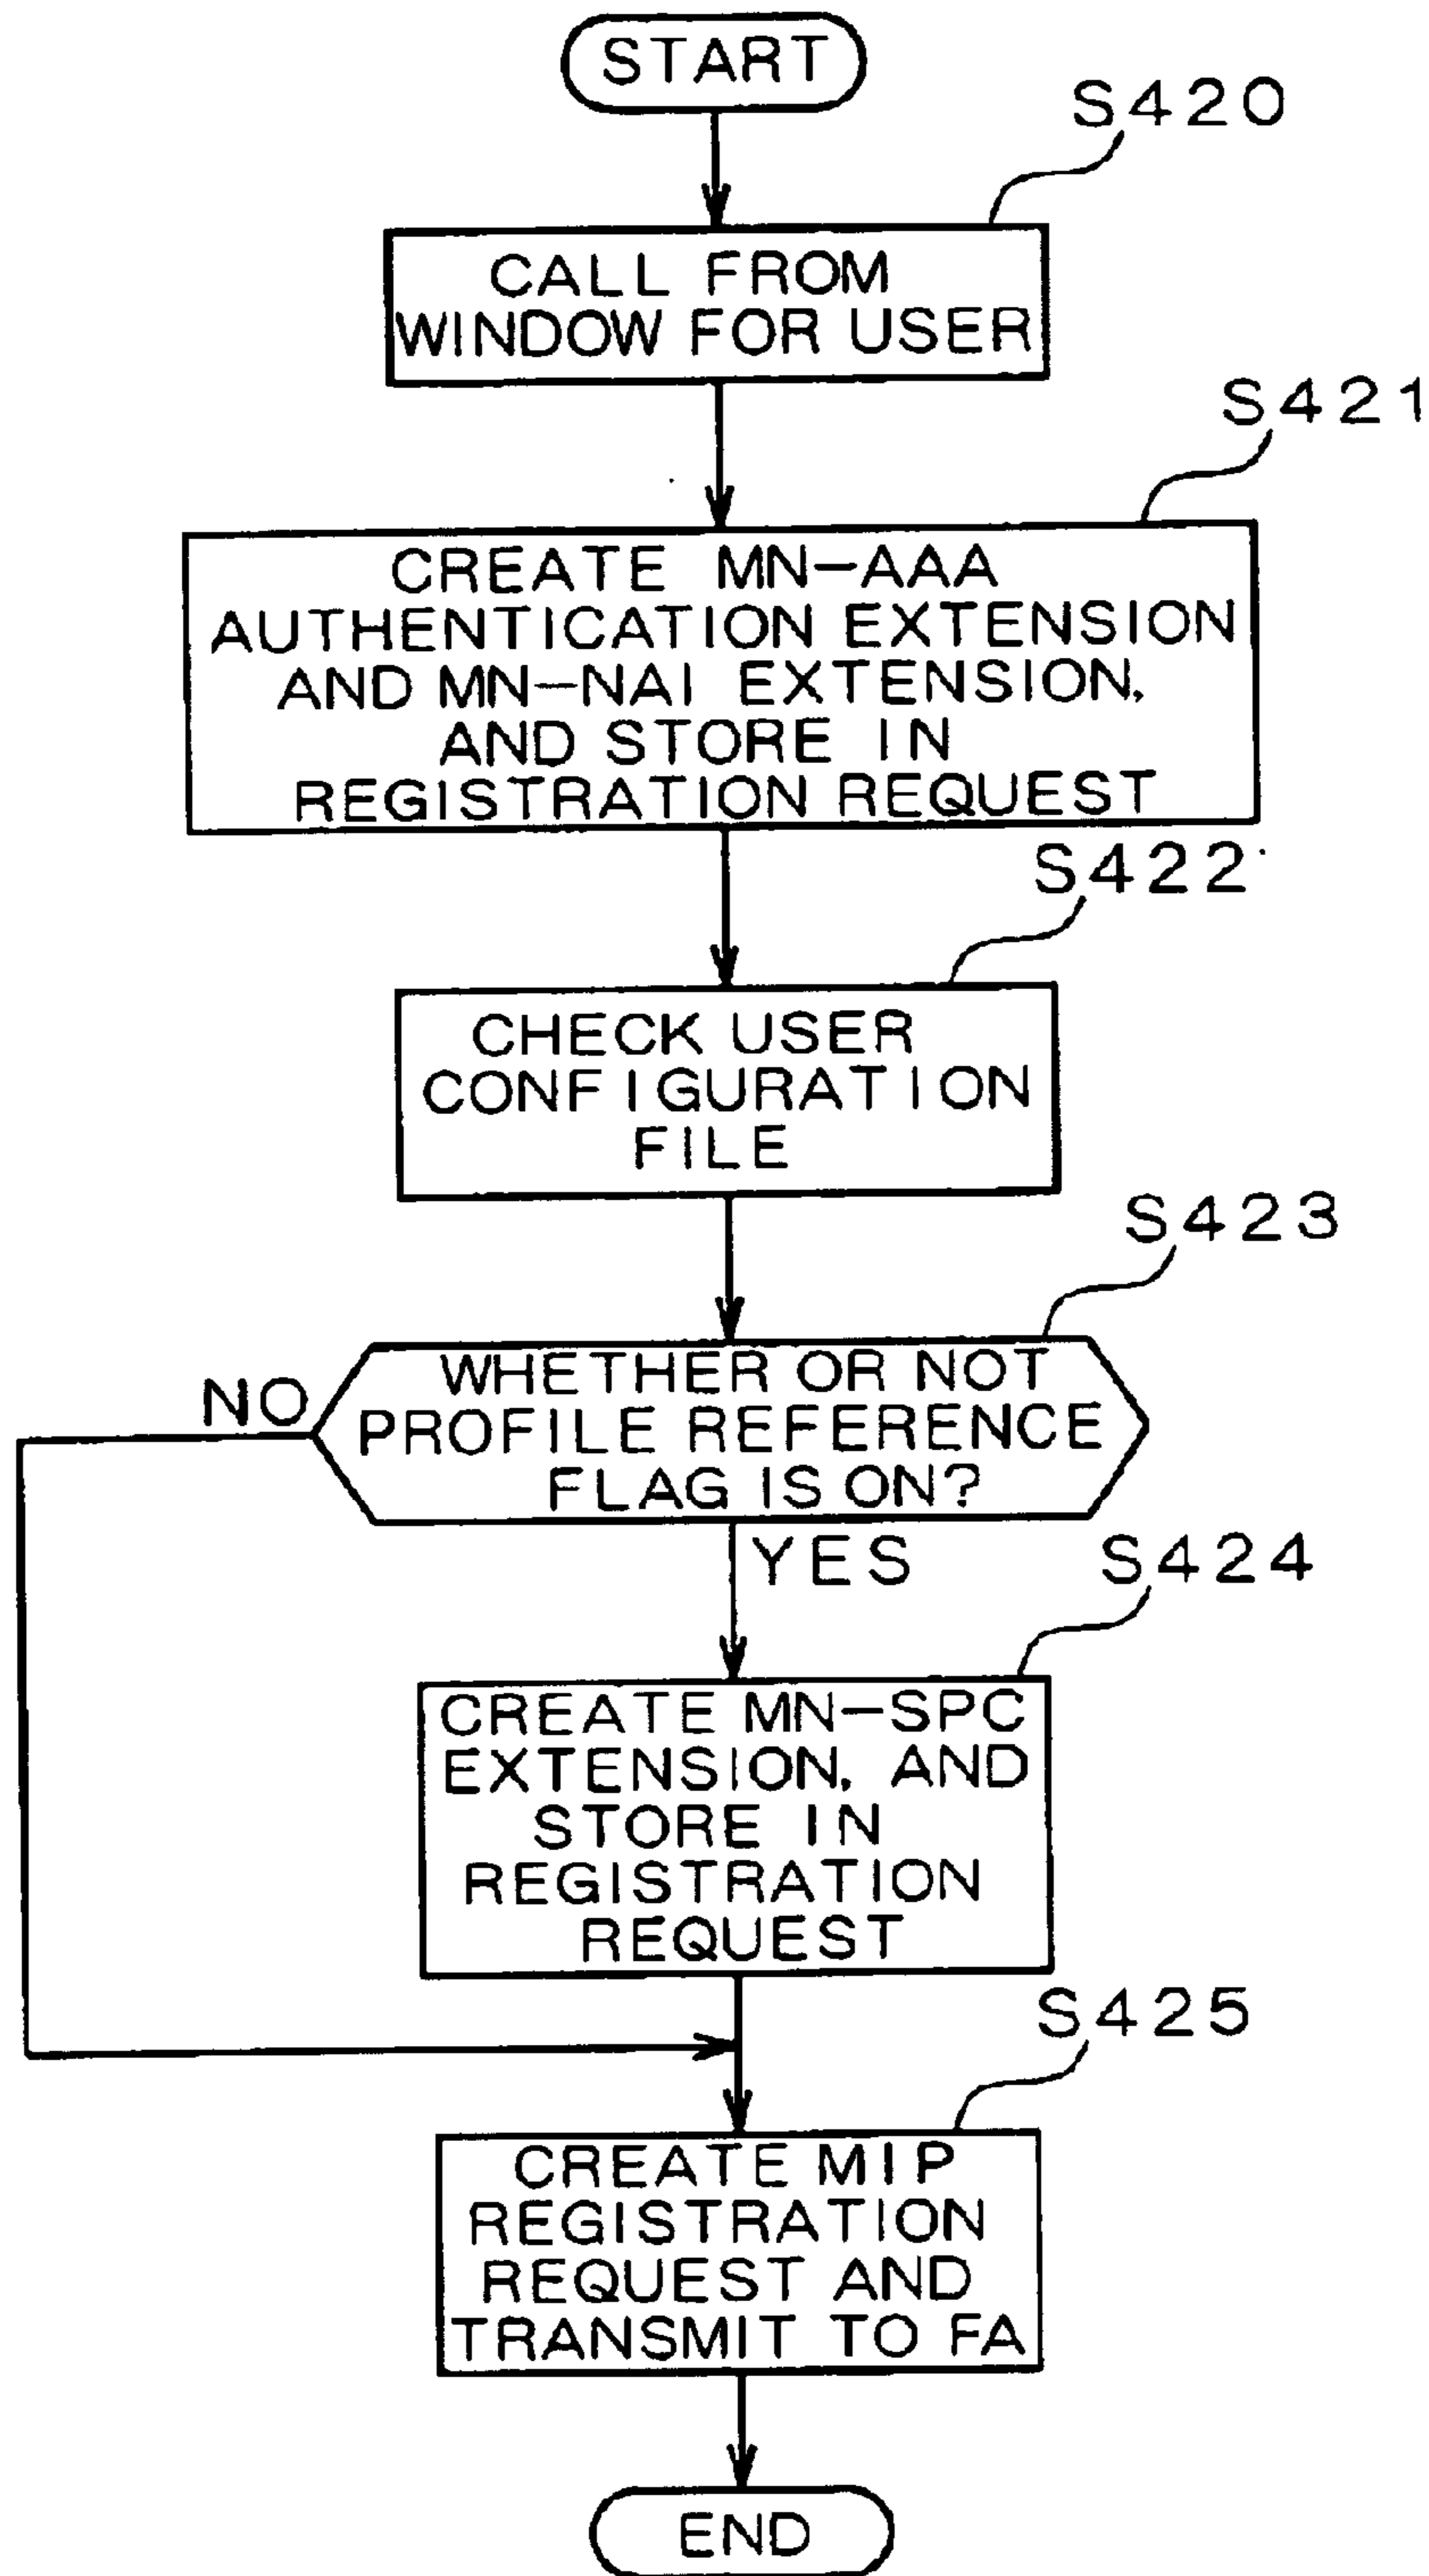 START
S420
CALL FROM
WINDOW FOR USER
S421
CREATE MN-AAA
AUTHENTICATION EXTENSION
AND MN-NAI EXTENSION,
AND STORE IN
REGISTRATION REQUEST
S422
CHECK USER
CONFIGURATION
FILE
S423
WHETHER OR NOT
PROFILE REFERENCE
FLAG IS ON?
NO
YES
S424
CREATE MN-SPC
EXTENSION, AND
STORE IN
REGISTRATION
REQUEST
S425
CREATE MIP
REGISTRATION
REQUEST AND
TRANSMIT TO FA
END